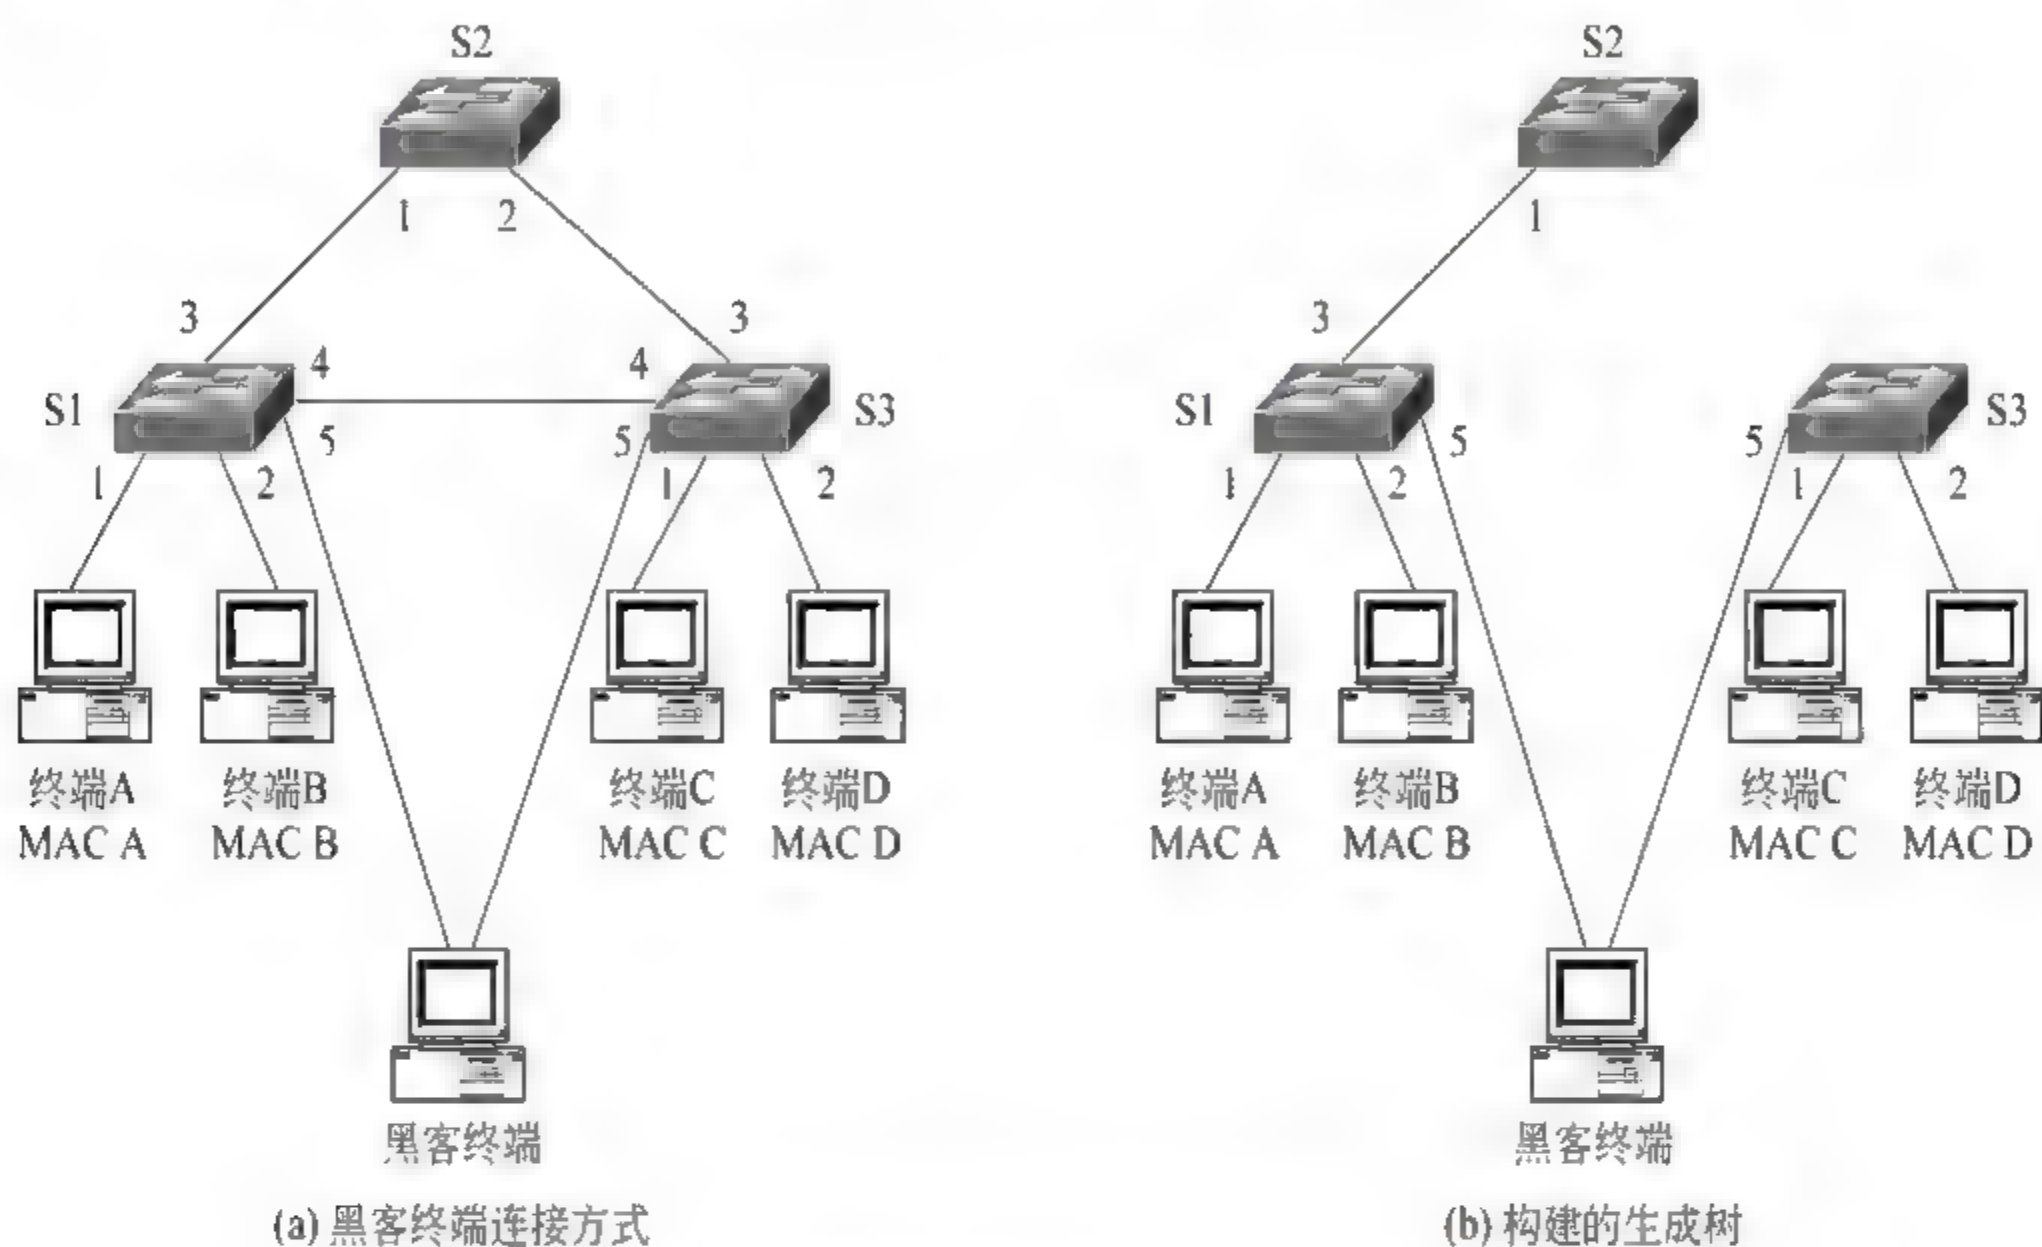 S2
1 2
3 3
4 4
S1 S3
5 5
1 2 1 2
终端A 终端B 终端C 终端D
MAC A MAC B MAC C MAC D
黑客终端
(a) 黑客终端连接方式
S2
1
3
S1 S3
5 5
1 2 1 2
终端A 终端B 终端C 终端D
MAC A MAC B MAC C MAC D
黑客终端
(b) 构建的生成树